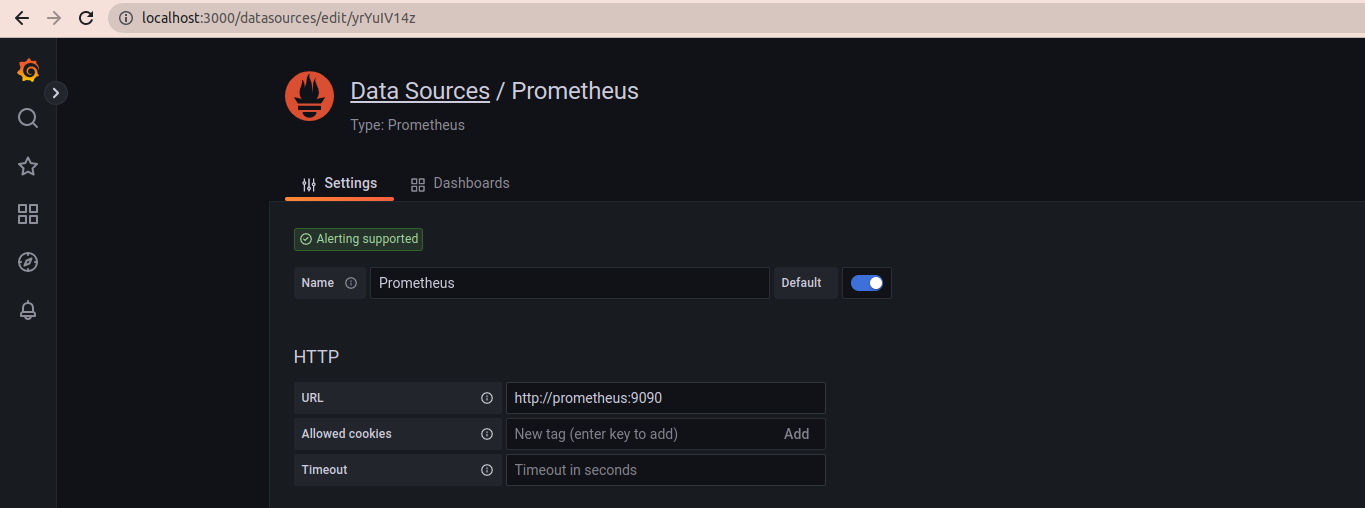 localhost:3000/datasources/edit/yrYuIV14z
Data Sources / Prometheus
Type: Prometheus
Settings Dashboards
Alerting supported
Name Prometheus Default
HTTP
URL http://prometheus:9090
Allowed cookies New tag (enter key to add) Add
Timeout Timeout in seconds